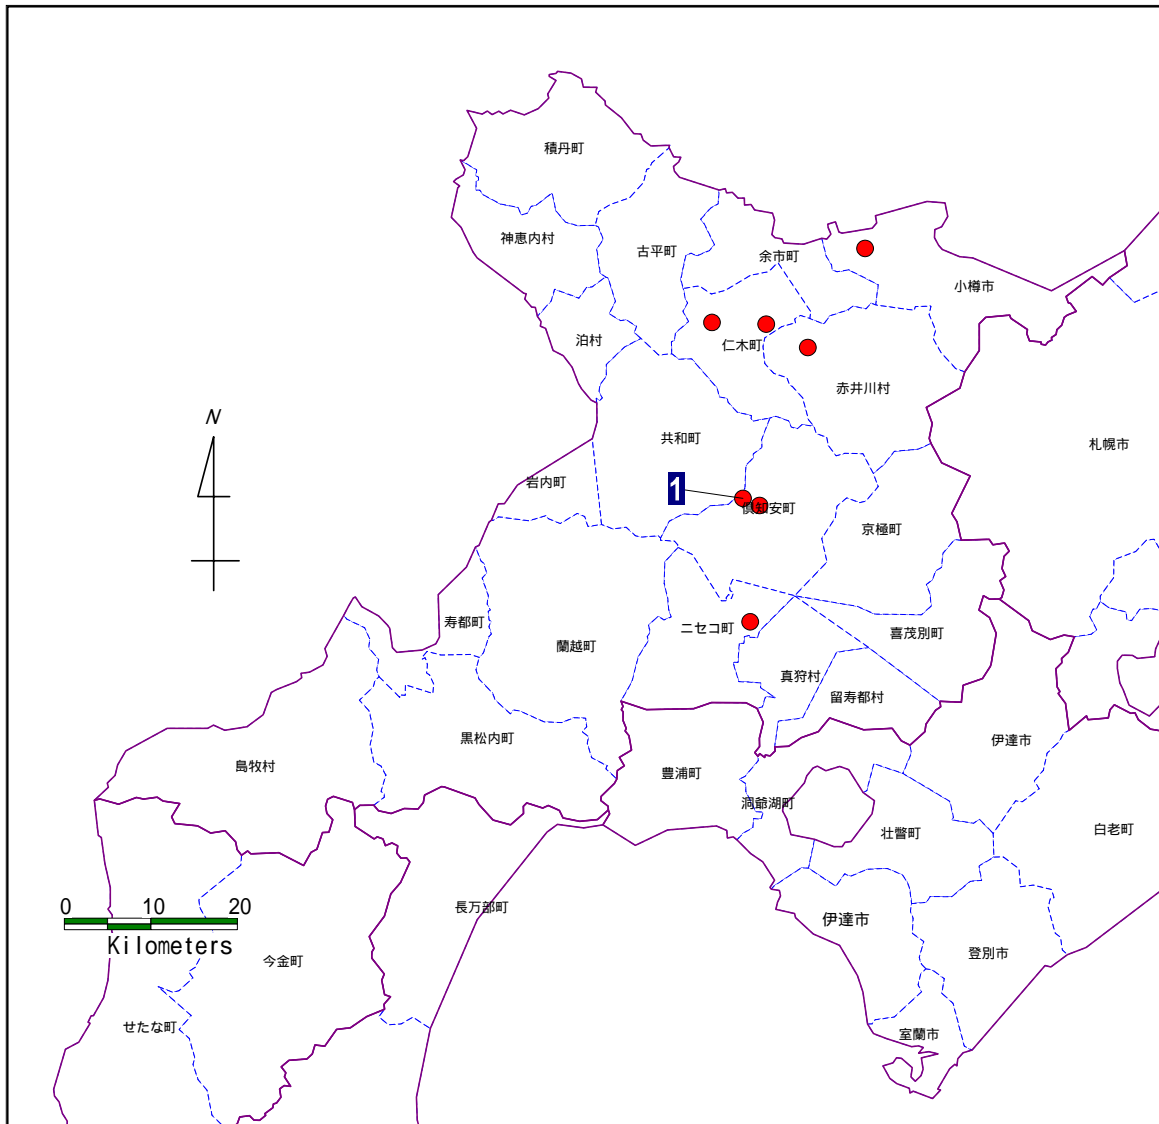 積丹町
神恵内村
古平町
余市町
小樽市
泊村
仁木町
赤井川村
N
共和町
札幌市
岩内町
1
倶知安町
京極町
寿都町
蘭越町
ニセコ町
喜茂別町
真狩村
留寿都村
黒松内町
伊達市
島牧村
豊浦町
洞爺湖町
壮瞥町
白老町
0 10 20
Kilometers
長万部町
伊達市
今金町
登別市
せたな町
室蘭市